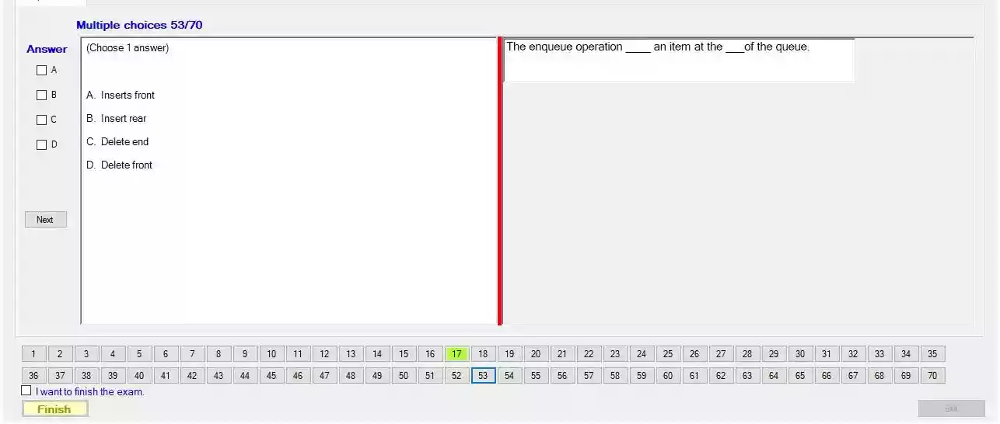 Multiple choices 53/70
Answer
(Choose 1 answer)
The enqueue operation ____ an item at the ___of the queue.
A
B
C
D
A. Inserts front
B. Insert rear
C. Delete end
D. Delete front
Next
1 2 3 4 5 6 7 8 9 10 11 12 13 14 15 16 17 18 19 20 21 22 23 24 25 26 27 28 29 30 31 32 33 34 35
36 37 38 39 40 41 42 43 44 45 46 47 48 49 50 51 52 53 54 55 56 57 58 59 60 61 62 63 64 65 66 67 68 69 70
I want to finish the exam.
Finish
Exit